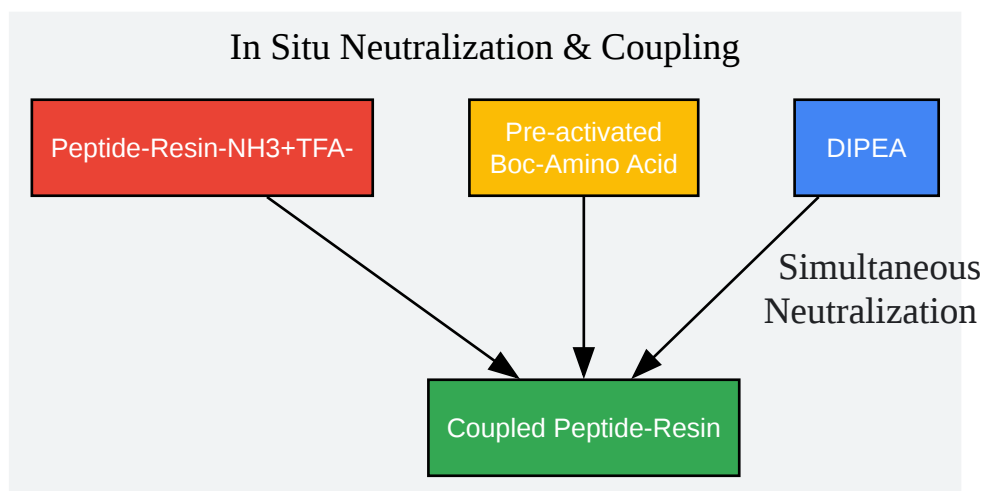 In Situ Neutralization & Coupling
Peptide-Resin-NH3+TFA-
Pre-activated
Boc-Amino Acid
DIPEA
Simultaneous
Neutralization
Coupled Peptide-Resin